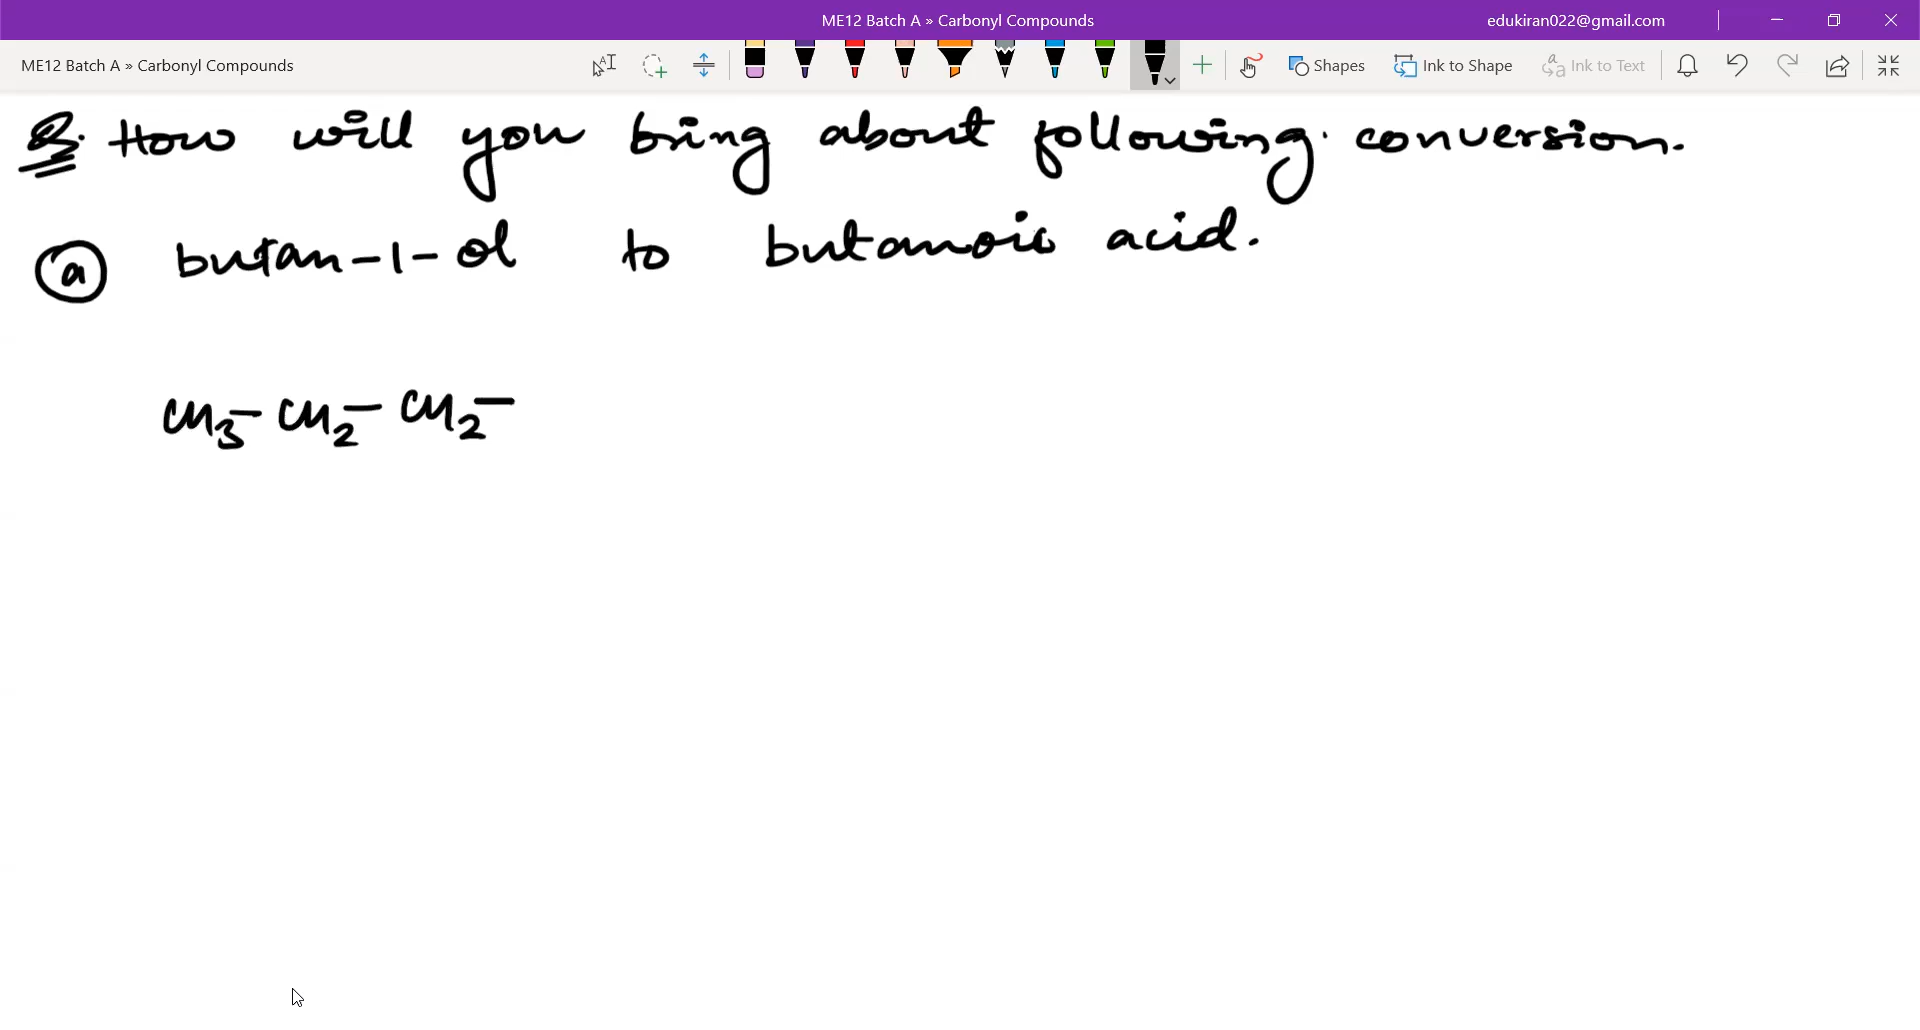 ME12 Batch A » Carbonyl Compounds
edukiran022@gmail.com
ME12 Batch A » Carbonyl Compounds
Shapes
Ink to Shape
Ink to Text
Q. How will you bring about following conversion.
(a) butan-1-ol to butanoic acid.
CH3-CH2-CH2-